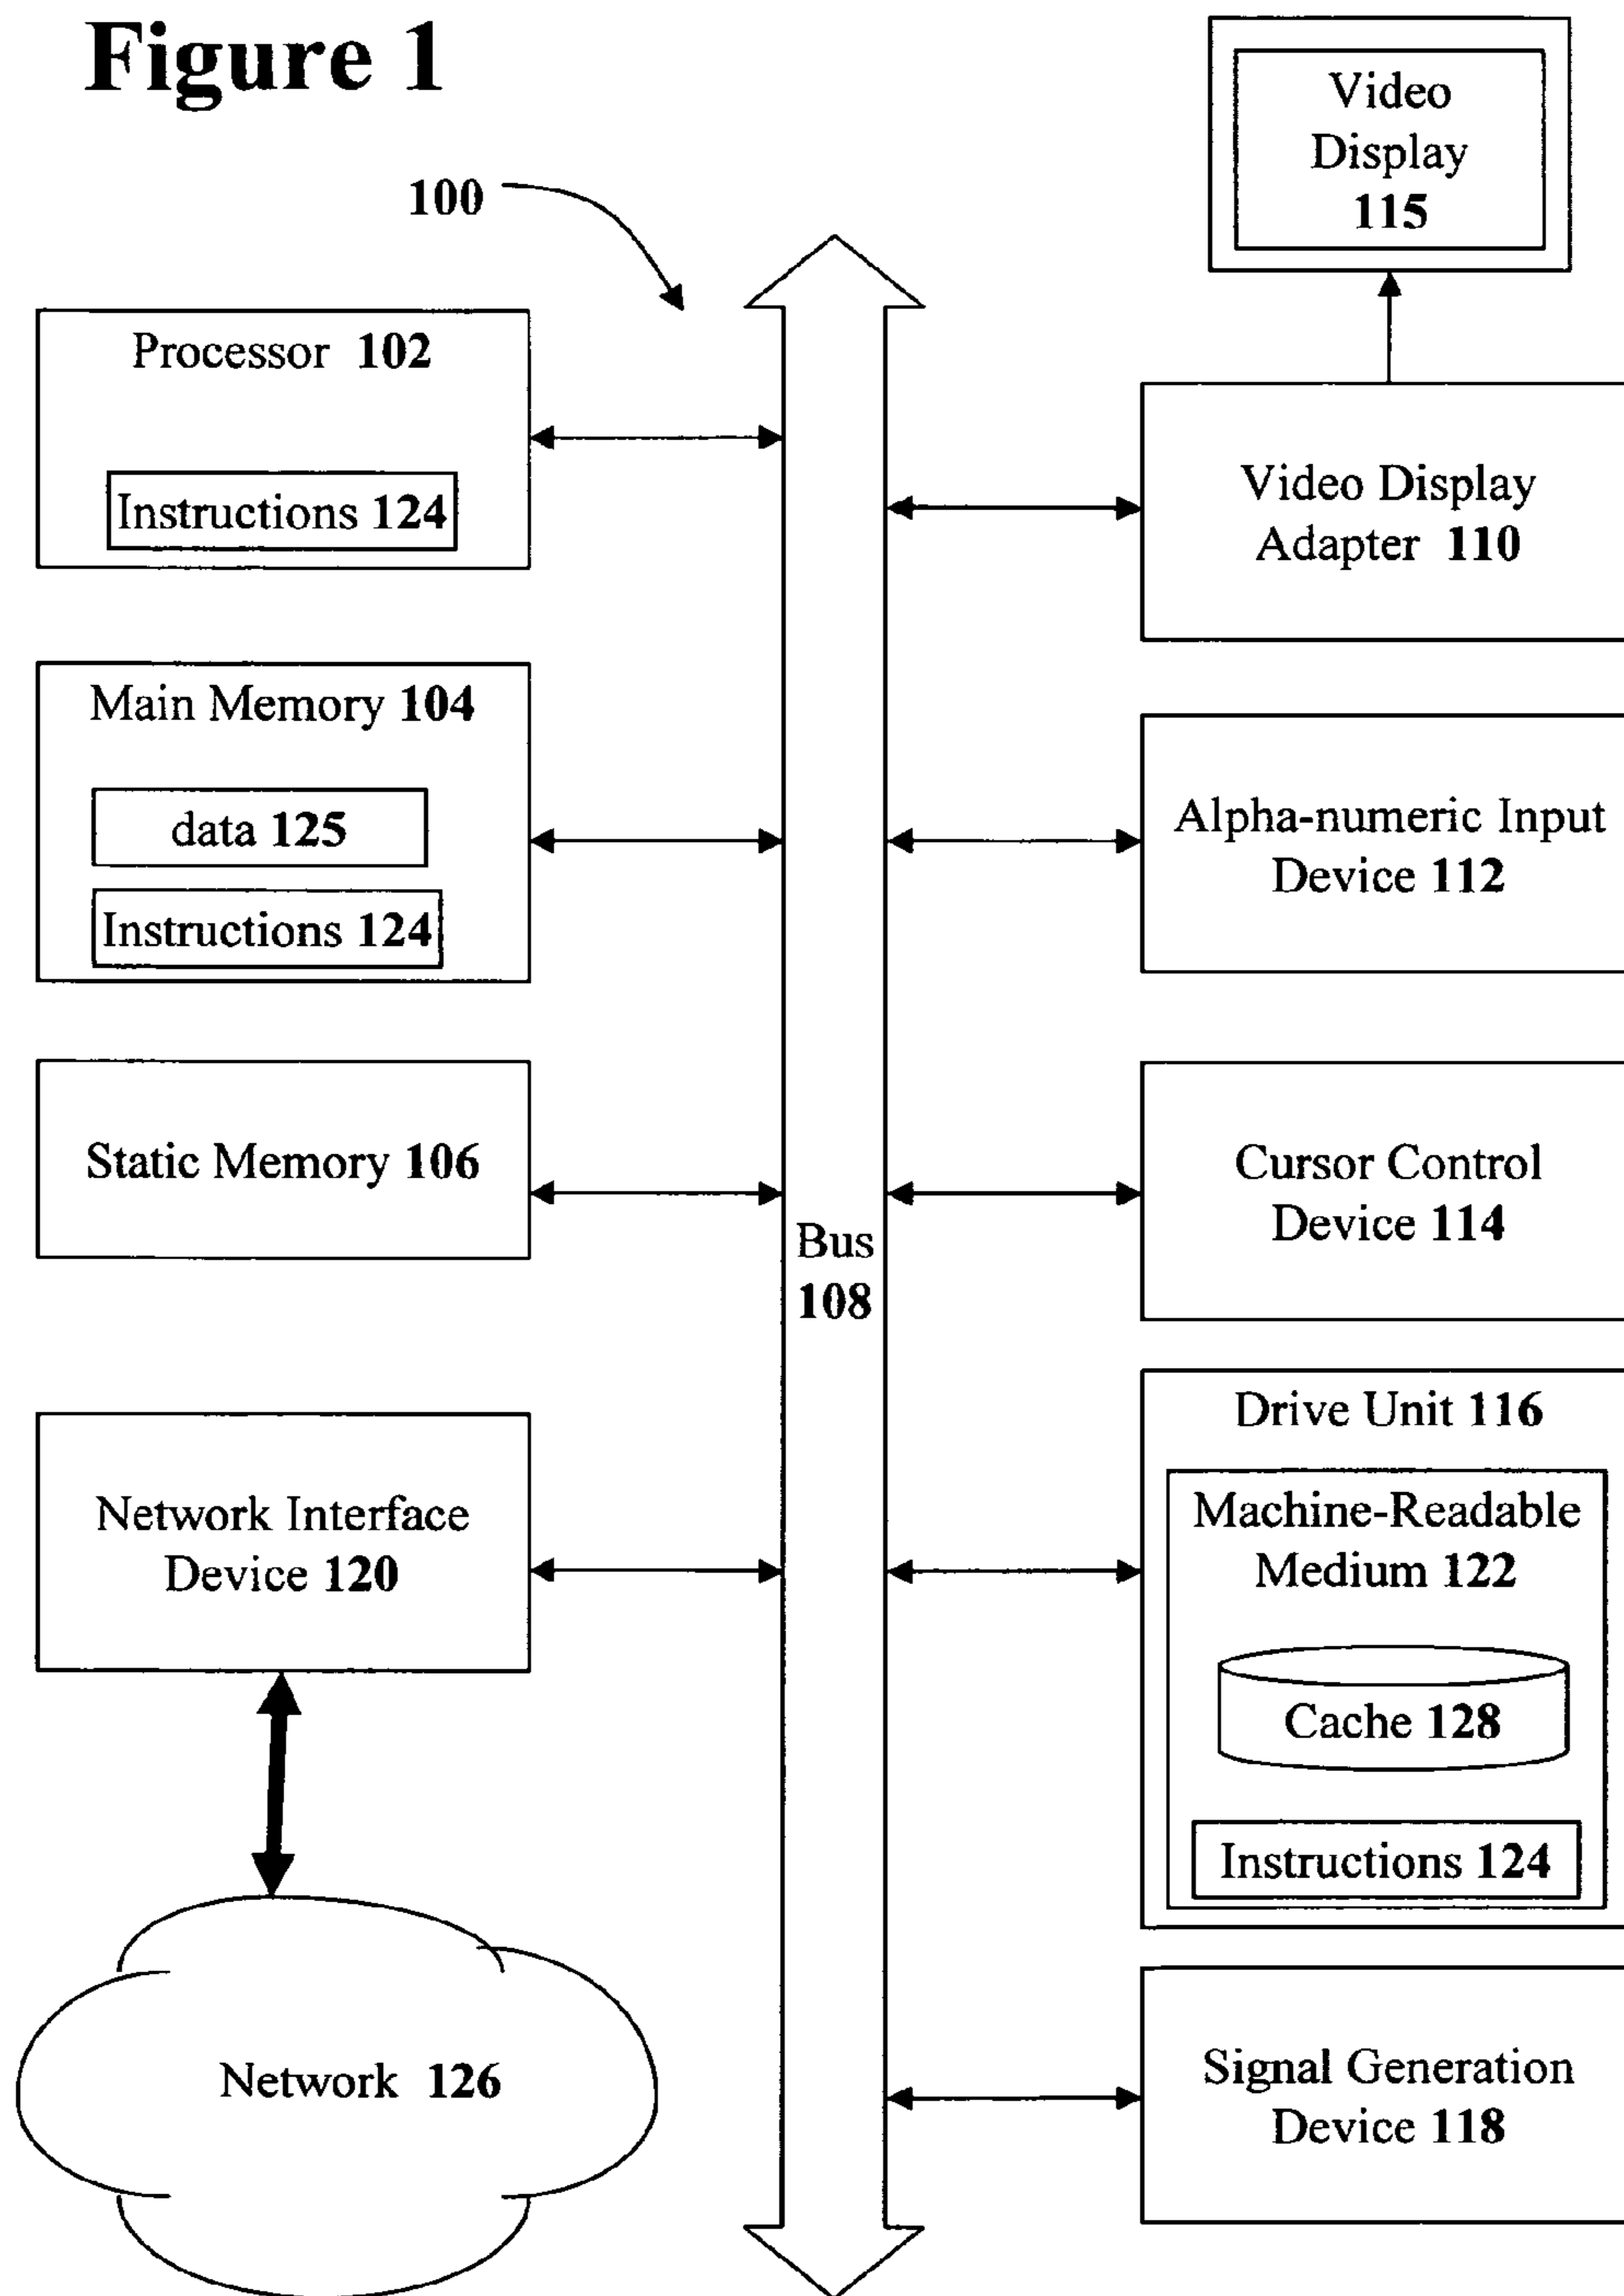 Figure 1
100
Processor 102
Instructions 124
Main Memory 104
data 125
Instructions 124
Static Memory 106
Network Interface
Device 120
Network 126
Bus
108
Video
Display
115
Video Display
Adapter 110
Alpha-numeric Input
Device 112
Cursor Control
Device 114
Drive Unit 116
Machine-Readable
Medium 122
Cache 128
Instructions 124
Signal Generation
Device 118